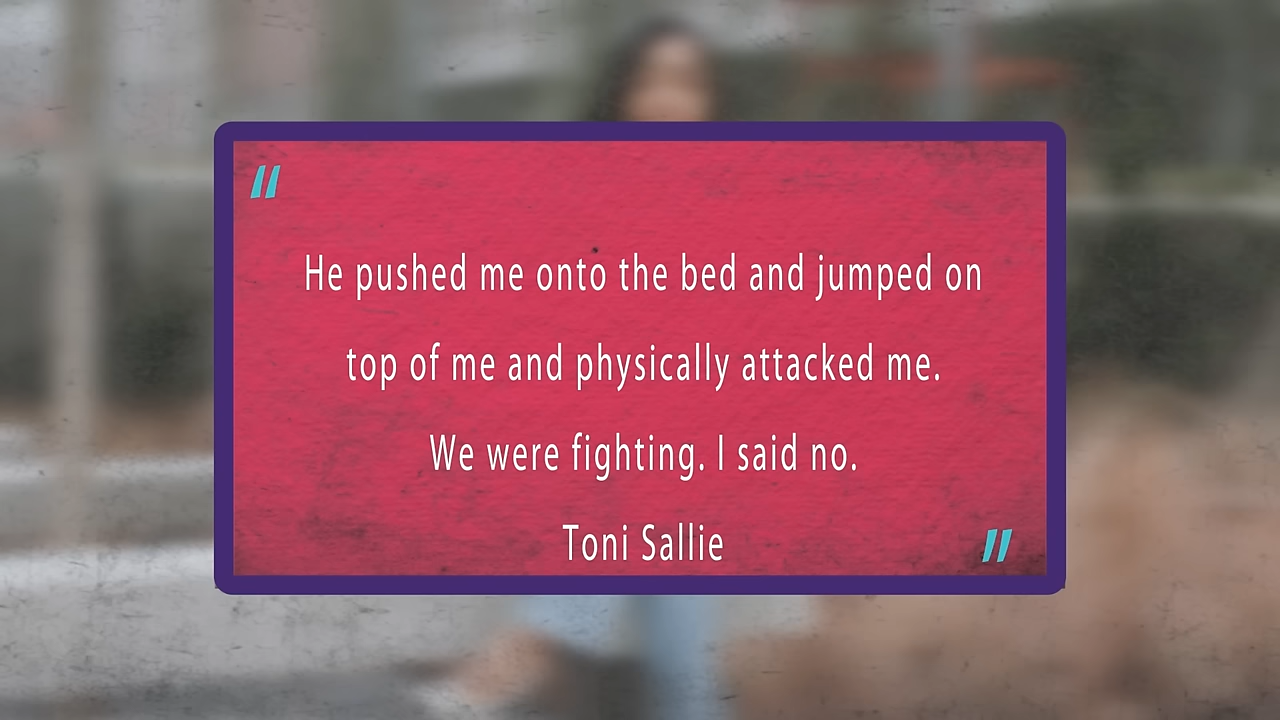 "
He pushed me onto the bed and jumped on
top of me and physically attacked me.
We were fighting. I said no.
Toni Sallie
"